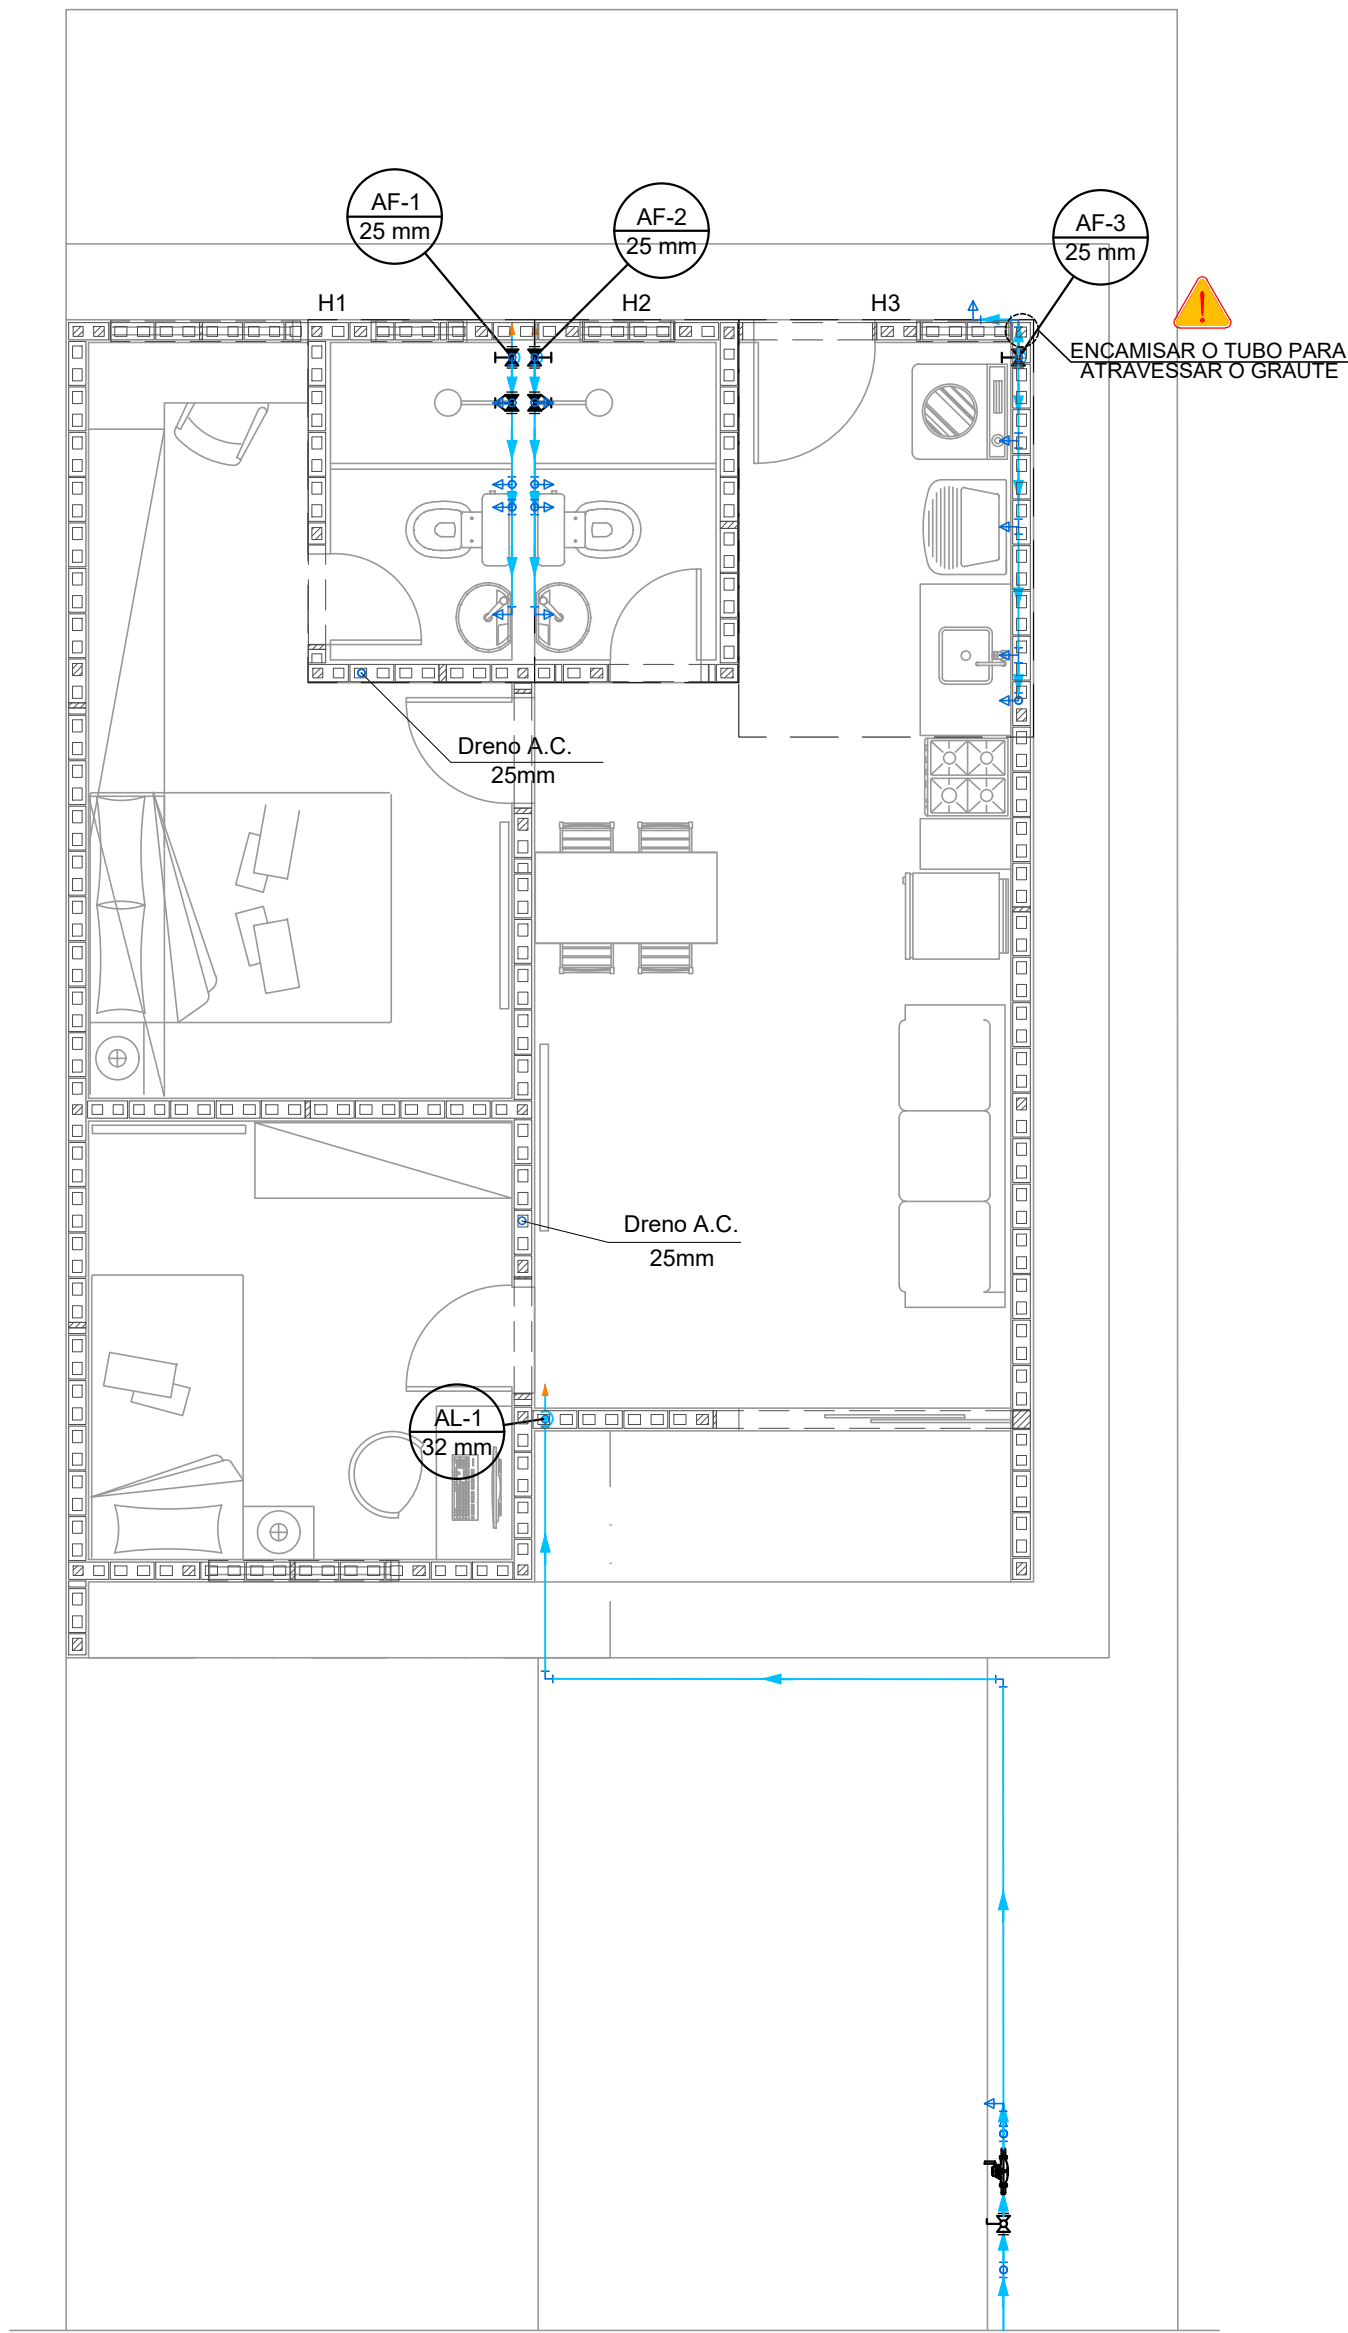 AF-1
25 mm
AF-2
25 mm
AF-3
25 mm
H1
H2
H3
!
ENCAMISAR O TUBO PARA
ATRAVESSAR O GRAUTE
Dreno A.C.
25mm
Dreno A.C.
25mm
AL-1
32 mm